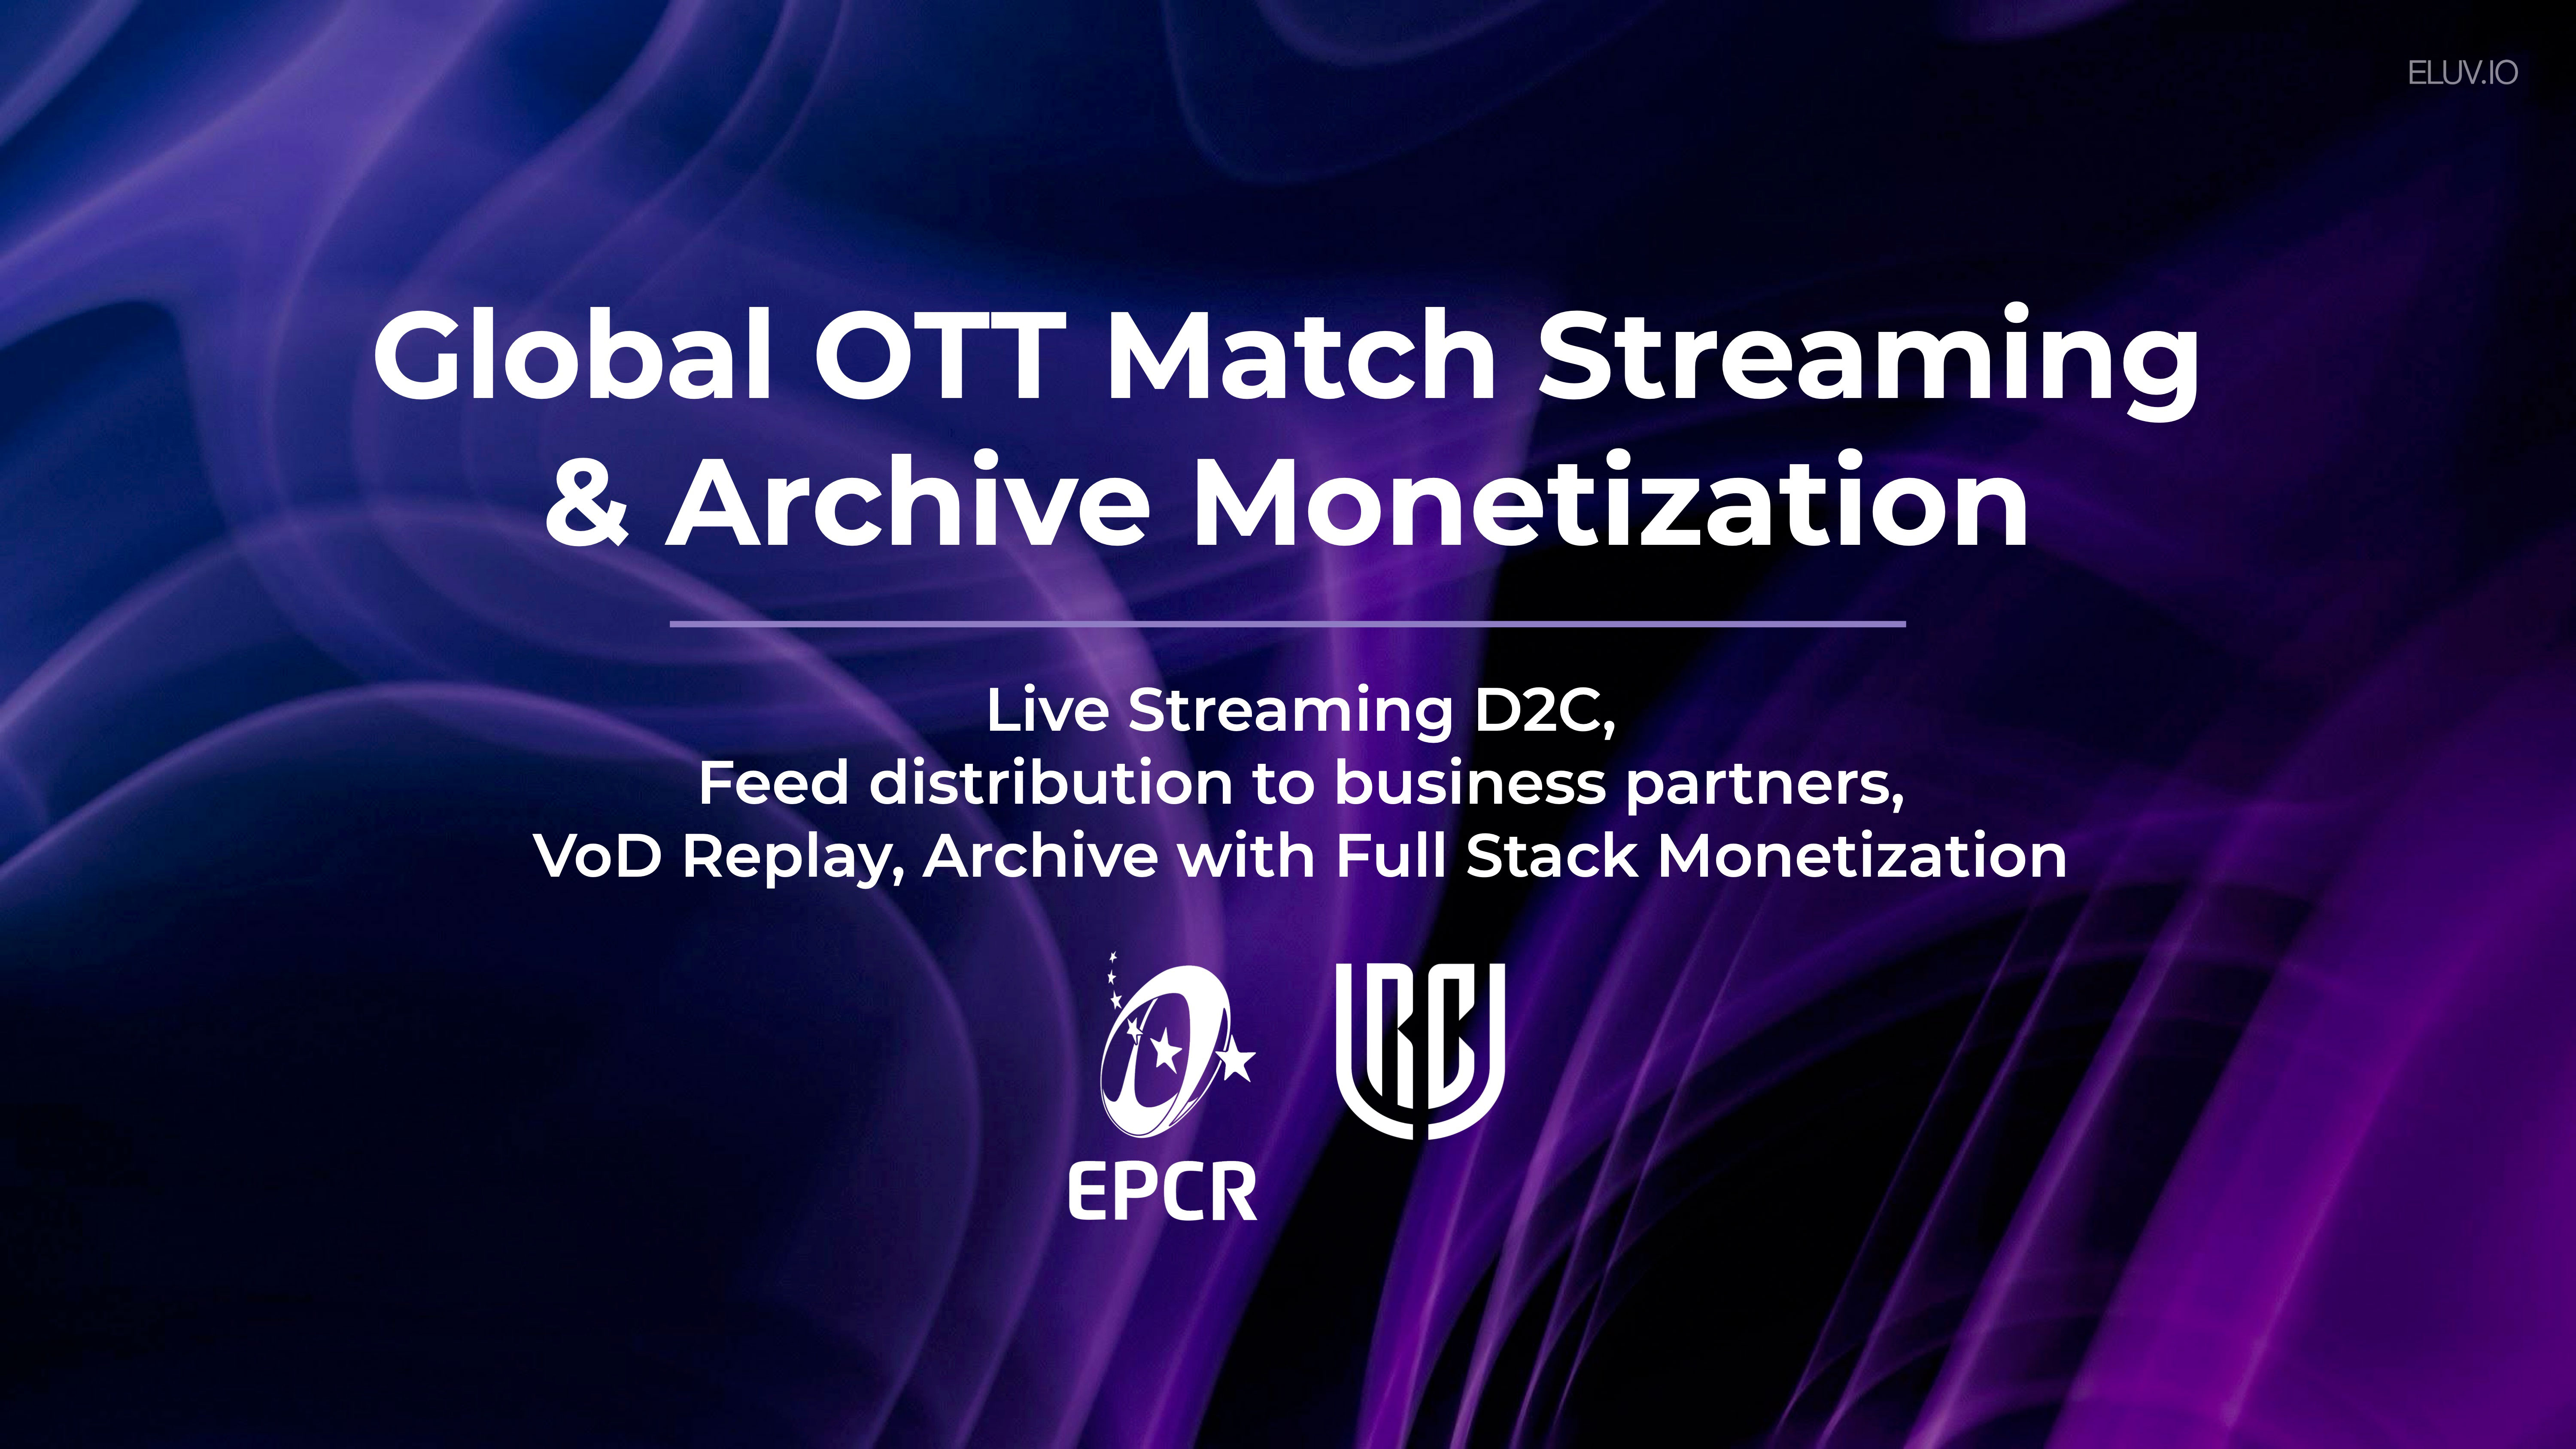 ELUV.IO
Global OTT Match Streaming
& Archive Monetization
Live Streaming D2C,
Feed distribution to business partners,
VoD Replay, Archive with Full Stack Monetization
URC
EPCR